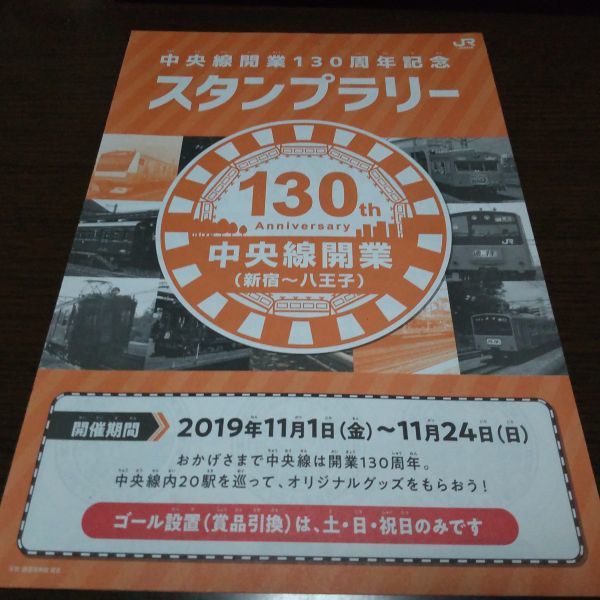 JR
中央線開業130周年記念
スタンプラリー
130th
Anniversary
中央線開業
(新宿～八王子)
開催期間
2019年11月1日(金)～11月24日(日)
おかげさまで中央線は開業130周年。
中央線内20駅を巡って、オリジナルグッズをもらおう！
ゴール設置(賞品引換)は、土・日・祝日のみです